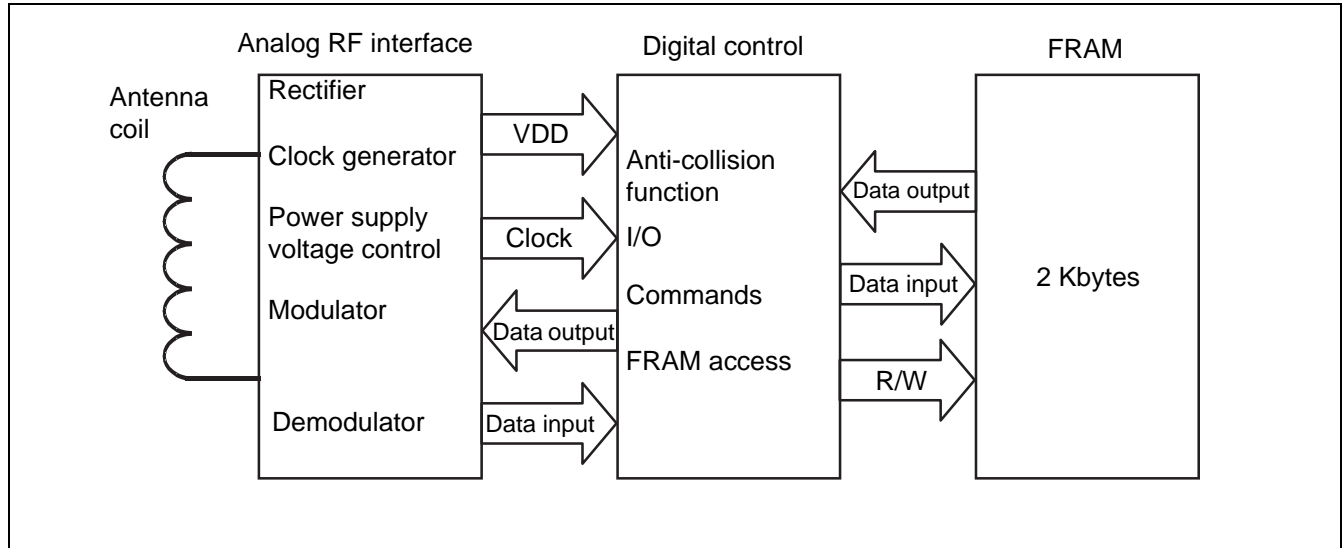 Analog RF interface
Digital control
FRAM
Antenna
coil
Rectifier
Clock generator
Power supply
voltage control
Modulator
Demodulator
VDD
Clock
Data output
Data input
Anti-collision
function
I/O
Commands
FRAM access
Data output
Data input
R/W
2 Kbytes